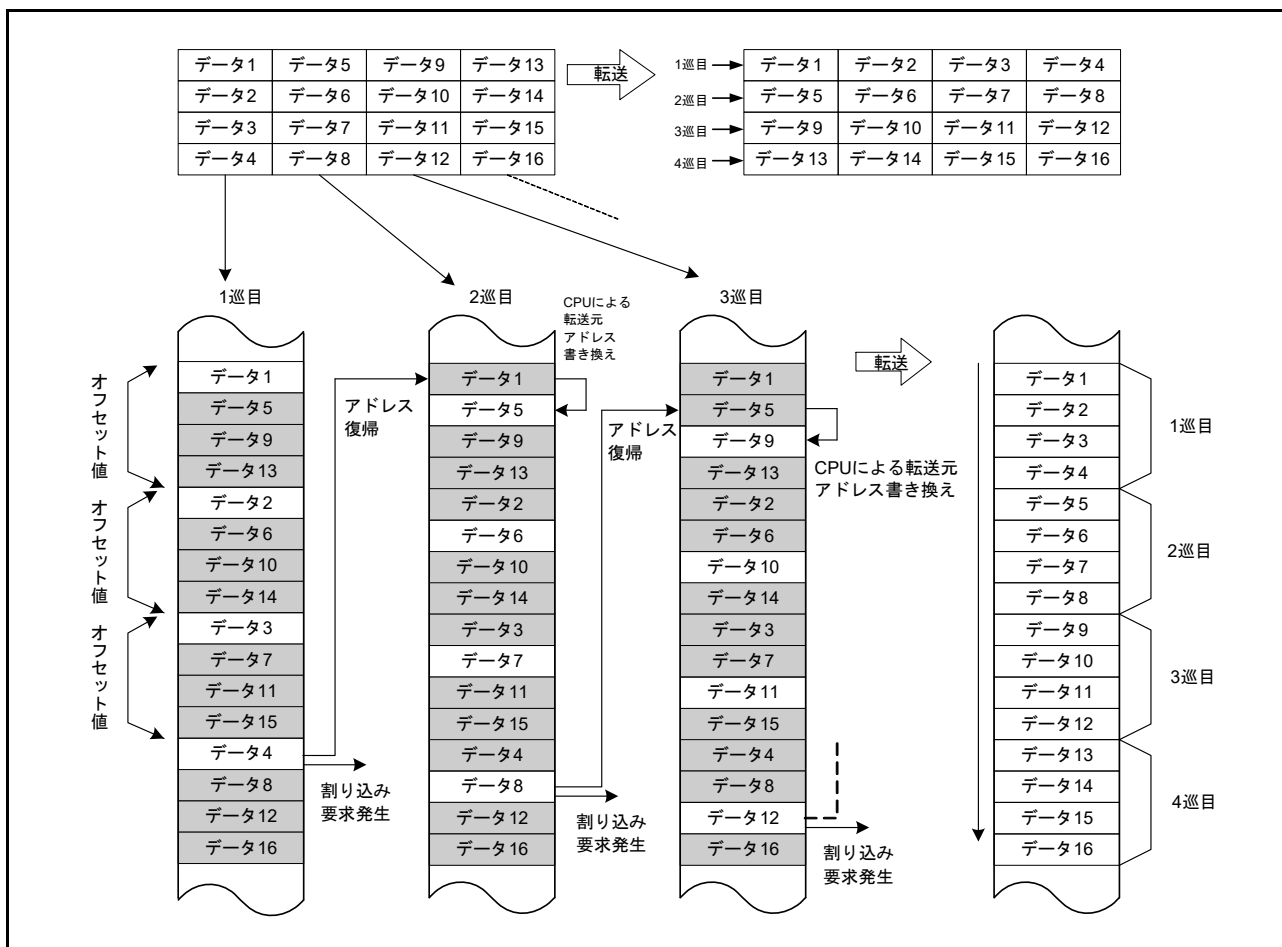 データ1 データ5 データ9 データ13
データ2 データ6 データ10 データ14
データ3 データ7 データ11 データ15
データ4 データ8 データ12 データ16
転送
1巡目 データ1 データ2 データ3 データ4
2巡目 データ5 データ6 データ7 データ8
3巡目 データ9 データ10 データ11 データ12
4巡目 データ13 データ14 データ15 データ16
1巡目
オフセット値
オフセット値
オフセット値
データ1
データ5
データ9
データ13
データ2
データ6
データ10
データ14
データ3
データ7
データ11
データ15
データ4
データ8
データ12
データ16
アドレス
復帰
割り込み
要求発生
2巡目
CPUによる
転送元
アドレス
書き換え
データ1
データ5
データ9
データ13
データ2
データ6
データ10
データ14
データ3
データ7
データ11
データ15
データ4
データ8
データ12
データ16
アドレス
復帰
割り込み
要求発生
3巡目
データ1
データ5
データ9
データ13
データ2
データ6
データ10
データ14
データ3
データ7
データ11
データ15
データ4
データ8
データ12
データ16
CPUによる転送元
アドレス書き換え
割り込み
要求発生
転送
データ1
データ2
データ3
データ4
データ5
データ6
データ7
データ8
データ9
データ10
データ11
データ12
データ13
データ14
データ15
データ16
1巡目
2巡目
3巡目
4巡目